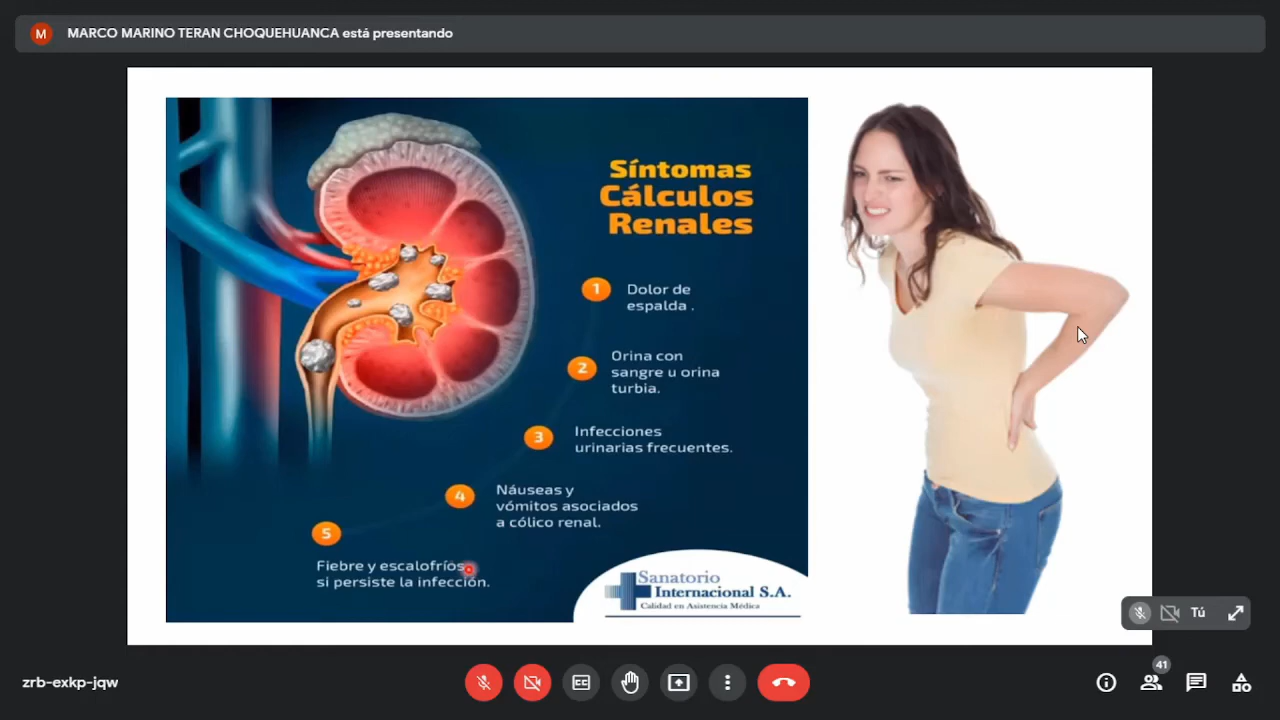 M
MARCO MARINO TERAN CHOQUEHUANCA está presentando
Síntomas
Cálculos
Renales
1
Dolor de
espalda .
2
Orina con
sangre u orina
turbia.
3
Infecciones
urinarias frecuentes.
4
Náuseas y
vómitos asociados
a cólico renal.
5
Fiebre y escalofríos
si persiste la infección.
Sanatorio
Internacional S.A.
Calidad en Asistencia Médica
Tú
zrb-exkp-jqw
CC
41